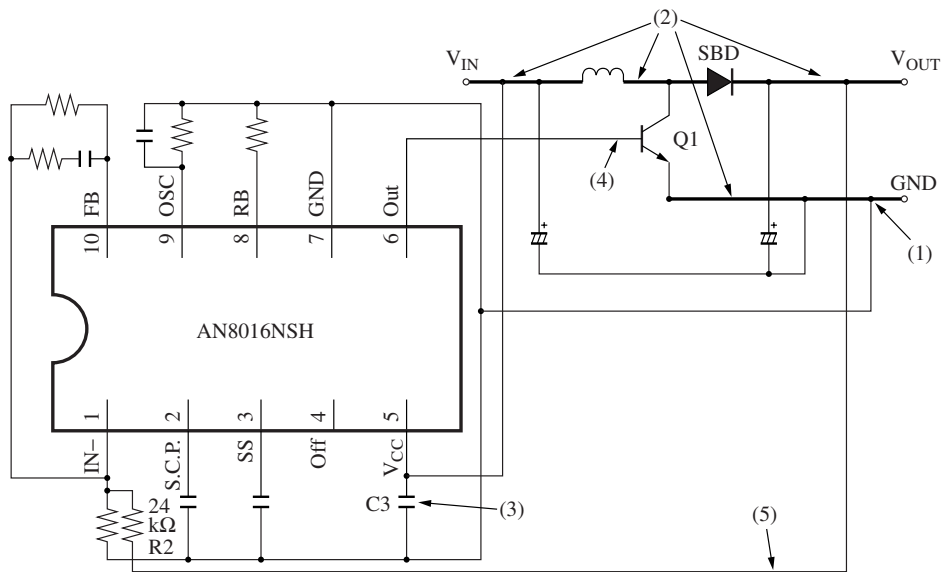 (2)
V_IN
SBD
V_OUT
Q1
(4)
GND
(1)
FB
OSC
RB
GND
Out
10
9
8
7
6
AN8016NSH
1
2
3
4
5
IN−
S.C.P.
SS
Off
V_CC
C3
(3)
24
kΩ
R2
(5)